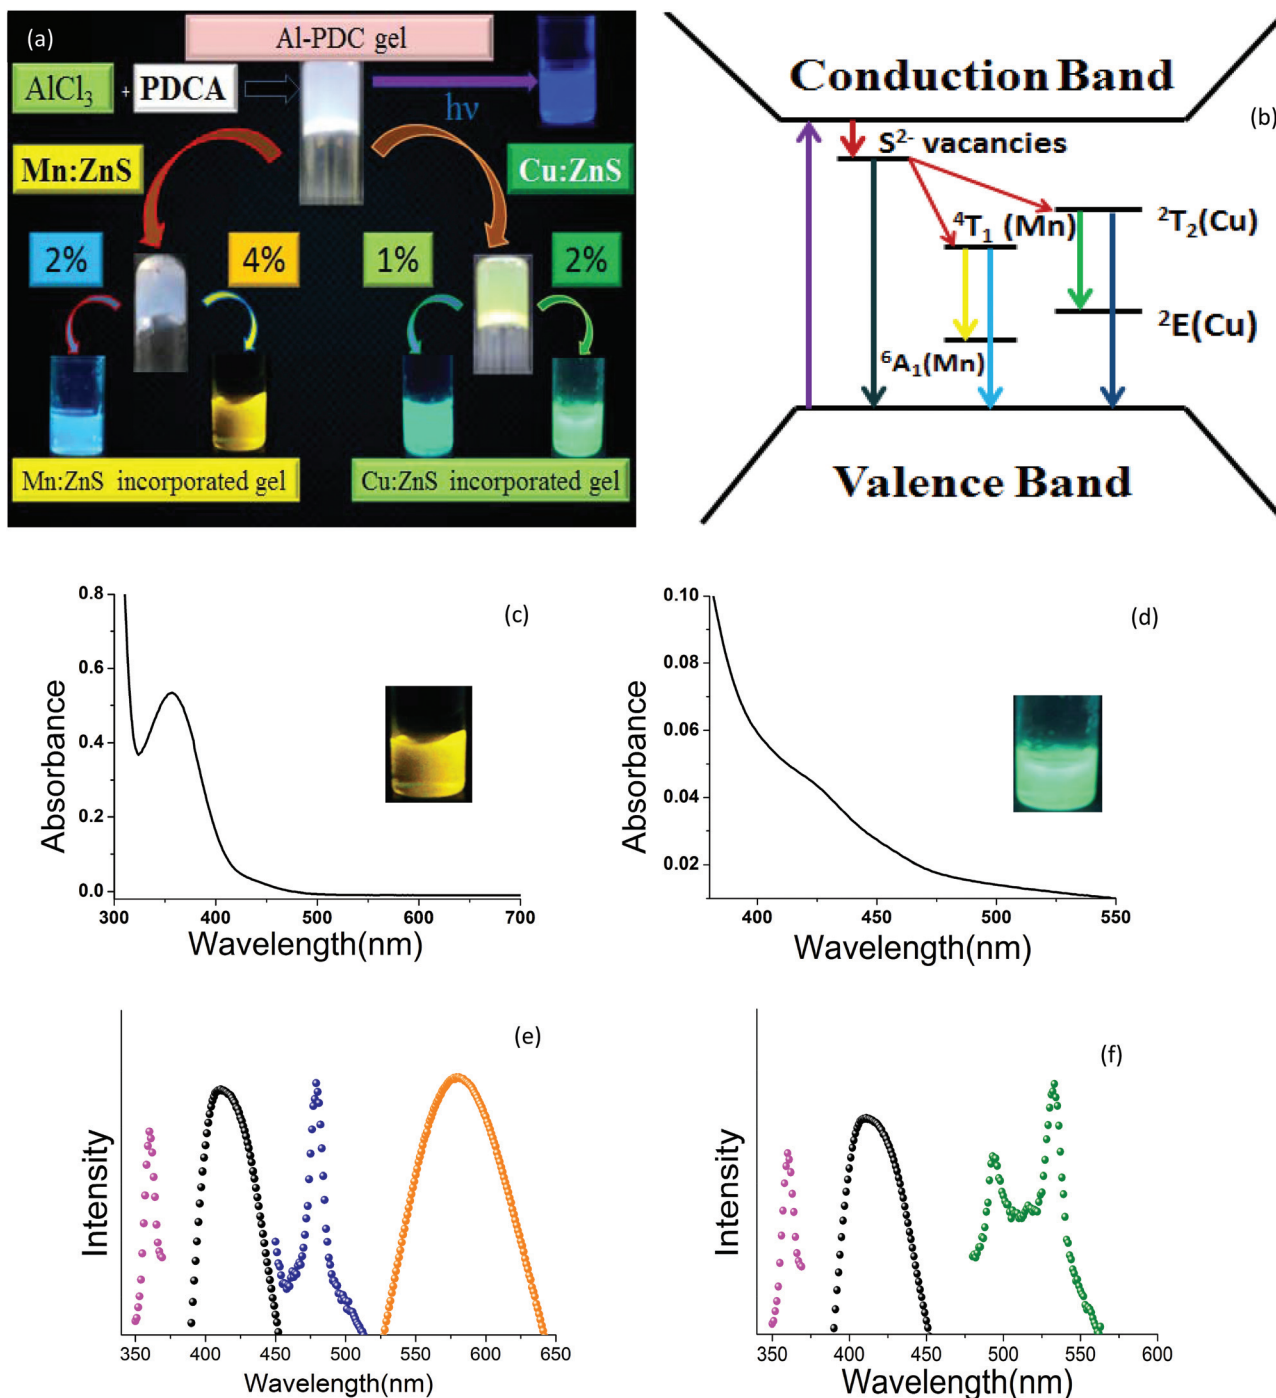 (a)
Al-PDC gel
AlCl3 + PDCA
hν
Mn:ZnS
Cu:ZnS
2%
4%
1%
2%
Mn:ZnS incorporated gel
Cu:ZnS incorporated gel
(b)
Conduction Band
S2- vacancies
4T1 (Mn)
2T2(Cu)
2E(Cu)
6A1(Mn)
Valence Band
(c)
Absorbance
0.8
0.6
0.4
0.2
0.0
300 400 500 600 700
Wavelength(nm)
(d)
Absorbance
0.10
0.08
0.06
0.04
0.02
400 450 500 550
Wavelength(nm)
(e)
Intensity
350 400 450 500 550 600 650
Wavelength(nm)
(f)
Intensity
350 400 450 500 550 600
Wavelength(nm)